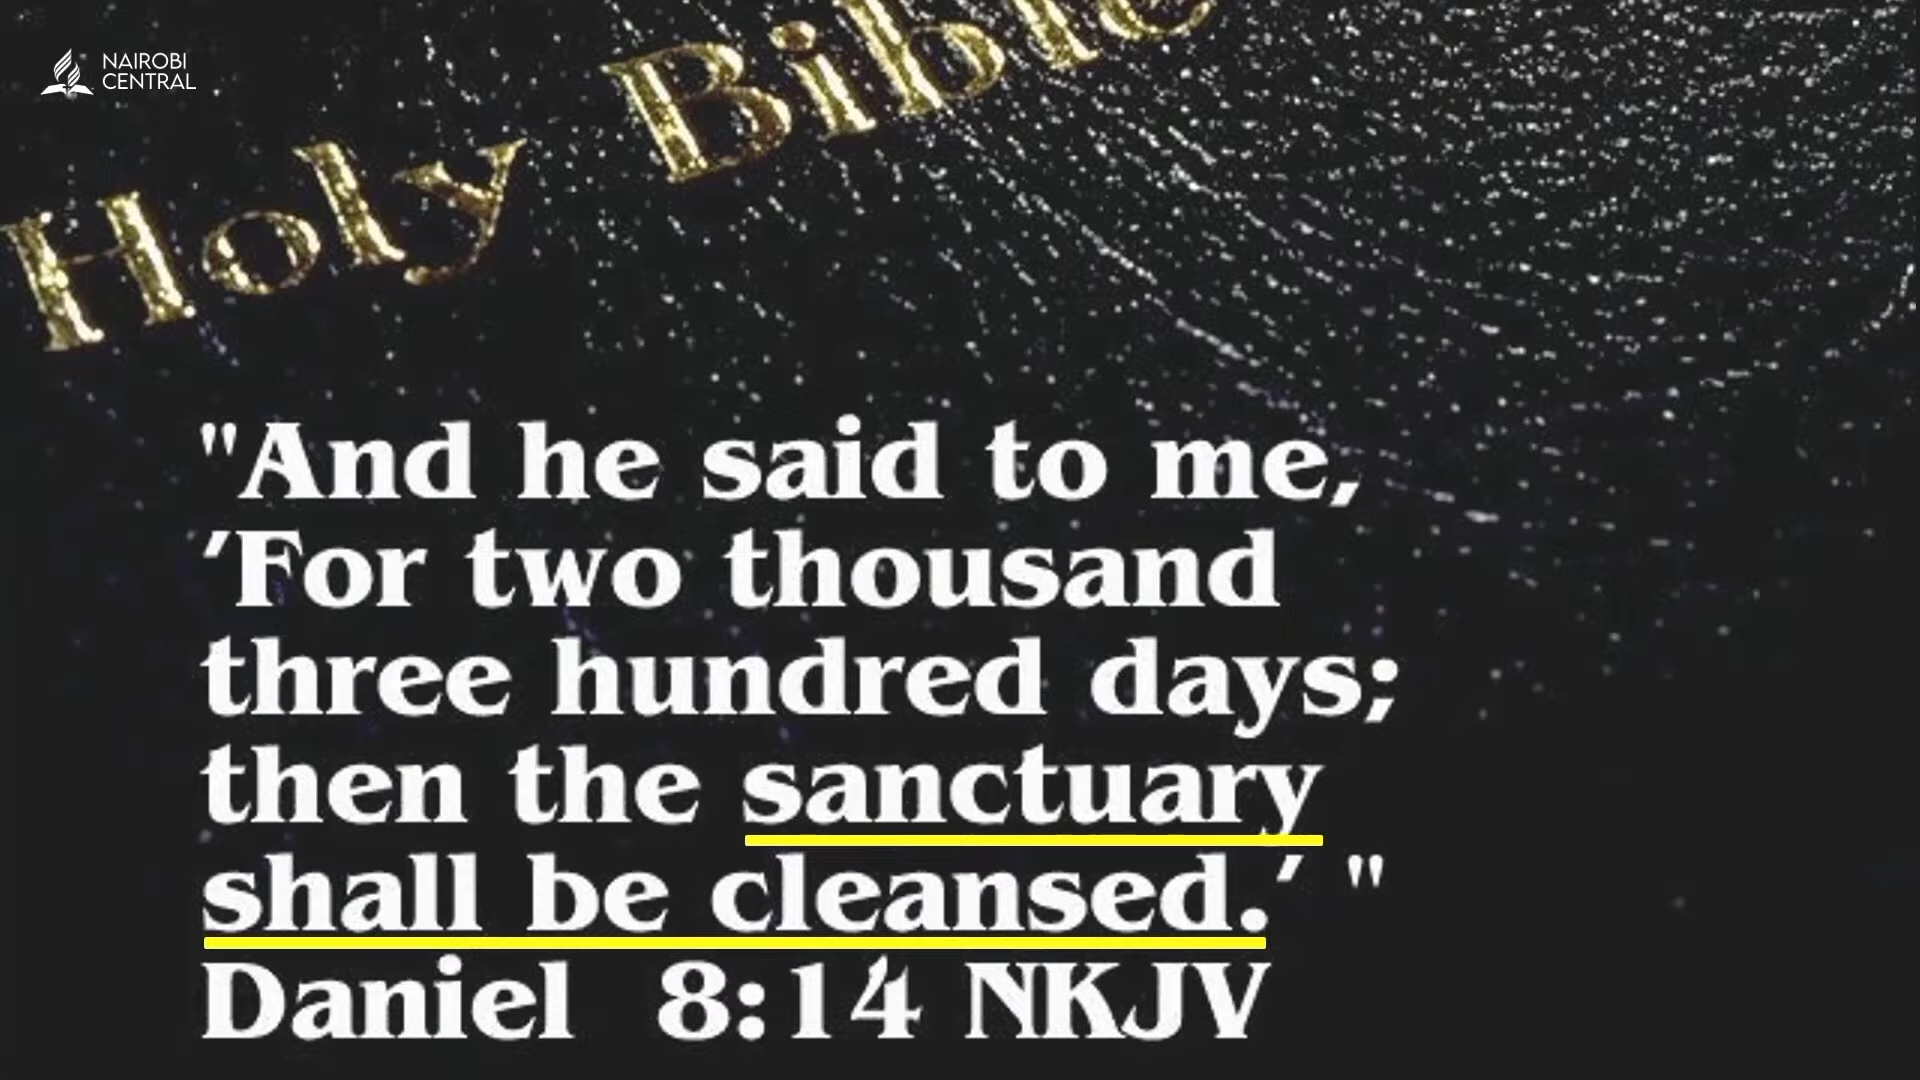 NAIROBI
CENTRAL
Holy Bible
"And he said to me,
'For two thousand
three hundred days;
then the sanctuary
shall be cleansed.' "
Daniel 8:14 NKJV